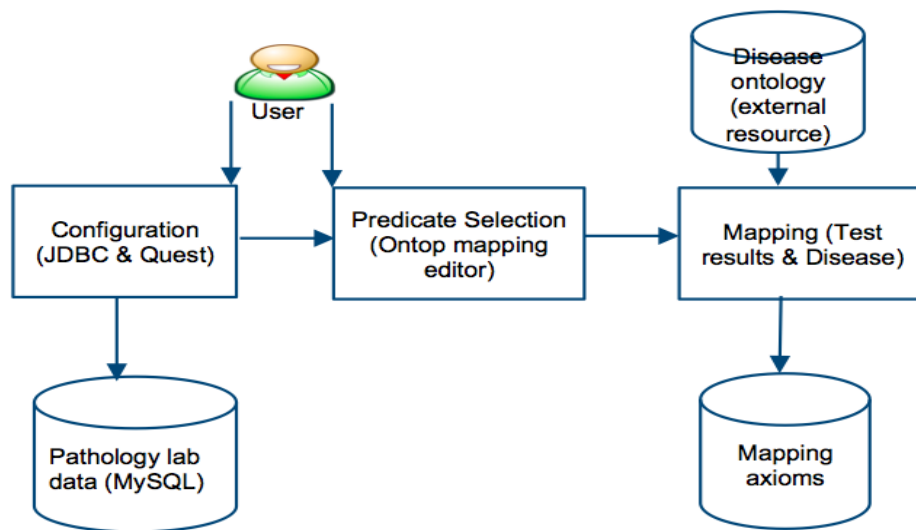 User
Disease
ontology
(external
resource)
Configuration
(JDBC & Quest)
Predicate Selection
(Ontop mapping
editor)
Mapping (Test
results & Disease)
Pathology lab
data (MySQL)
Mapping
axioms